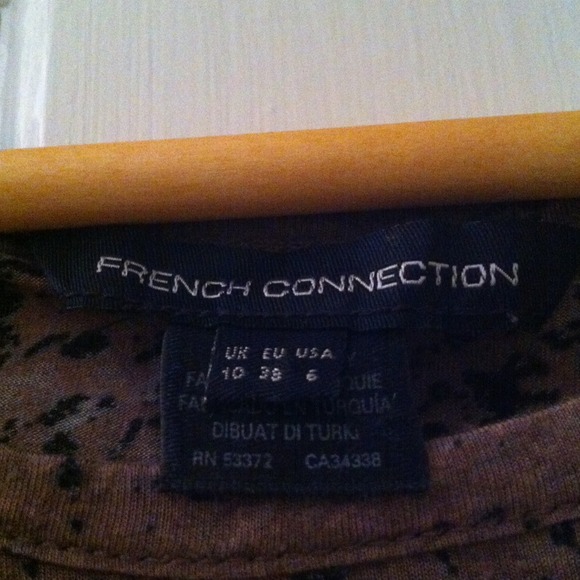 FRENCH CONNECTION
UK EU USA
10 38 6
DIBUAT DI TURKI
RN 53372 CA34338